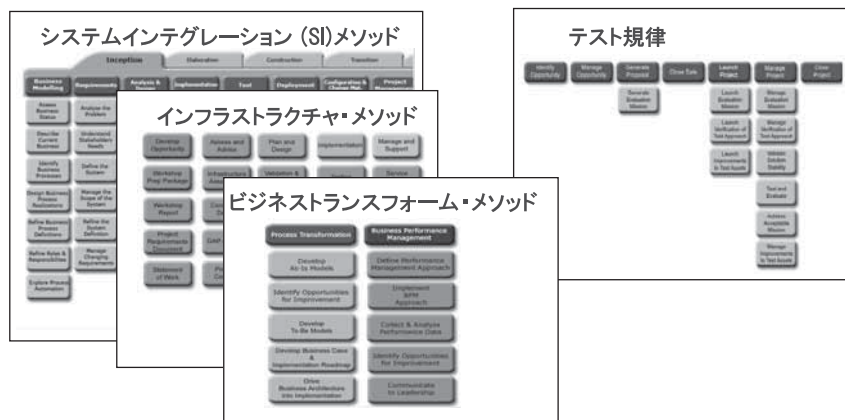 システムインテグレーション (SI)メソッド
Inception
Elaboration
Construction
Transition
Business
Modelling
Requirements
Analysis &
Implementation
Test
Deployment
Configuration &
Project
Assess
Business
Status
Describe
Current
Business
Identify
Business
Processes
Design Business
Process
Realizations
Refine Business
Process
Definitions
Refine Roles &
Responsibilities
Explore Process
Automation
Analyse the
Problem
Understand
Stakeholders
Needs
Define the
System
Manage the
Scope of the
System
Refine the
System
Definition
Manage
Changing
Requirements
インフラストラクチャ・メソッド
Develop
Opportunity
Assess and
Advise
Plan and
Design
Implementation
Manage and
Support
Workshop
Prep Package
Workshop
Report
Project
Requirements
Document
Statement
of Work
Infrastructure
Validation &
Service
ビジネストランスフォーム・メソッド
Process Transformation
Develop
As-Is Models
Identify Opportunities
for Improvement
Develop
To-Be Models
Develop Business Case
&
Implementation Roadmap
Drive
Business Architecture
into Implementation
Business Performance
Management
Define Performance
Management Approach
Implement
BPM
Approach
Collect & Analyze
Performance Data
Identify Opportunities
for Improvement
Communicate
to Leadership
テスト規律
Identify
Opportunity
Manage
Opportunity
Generate
Proposal
Close Sale
Launch
Project
Manage
Project
Close
Project
Generate
Evaluation
Mission
Launch
Evaluation
Mission
Launch
Verification of
Test Approach
Launch
Improvements
to Test Assets
Manage
Evaluation
Mission
Manage
Verification of
Test Approach
Validate
Solution
Stability
Test and
Evaluate
Achieve
Acceptable
Mission
Manage
Improvements
to Test Assets